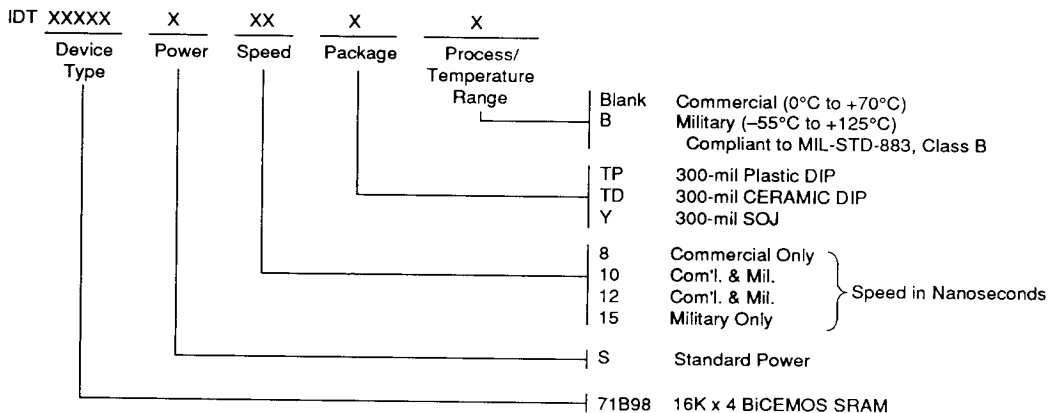 IDT XXXXX X XX X X
Device Type
Power
Speed
Package
Process/ Temperature Range
Blank Commercial (0°C to +70°C)
B Military (–55°C to +125°C)
Compliant to MIL-STD-883, Class B
TP 300-mil Plastic DIP
TD 300-mil CERAMIC DIP
Y 300-mil SOJ
8 Commercial Only
10 Com'l. & Mil.
12 Com'l. & Mil.
15 Military Only
Speed in Nanoseconds
S Standard Power
71B98 16K x 4 BiCEMOS SRAM